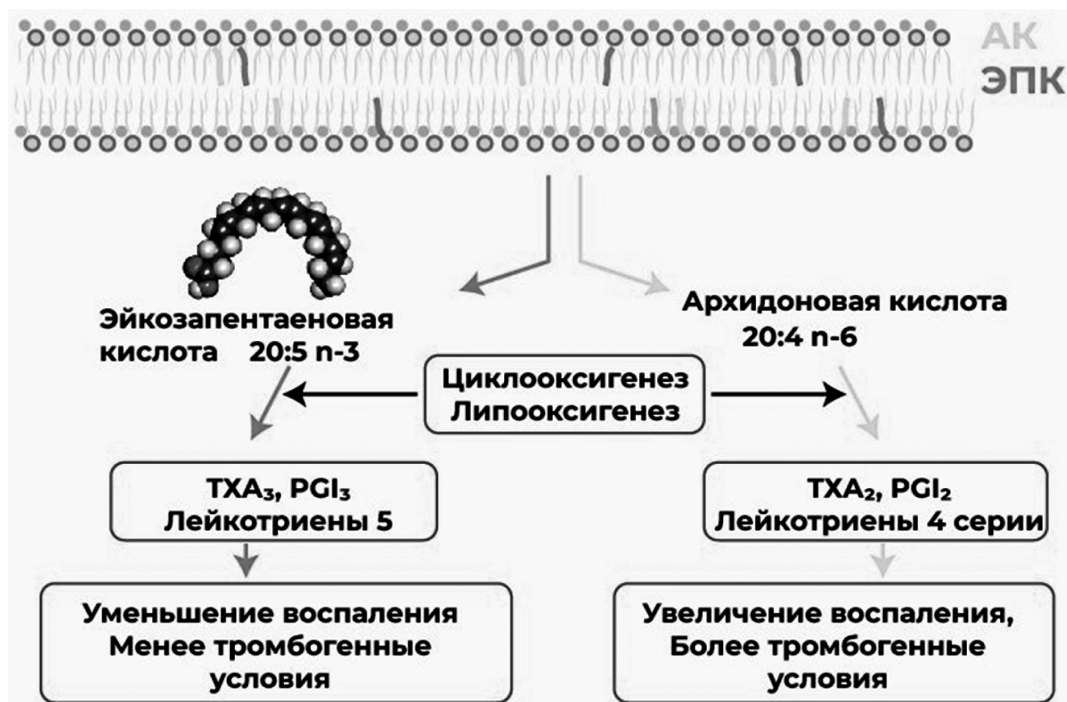 АК
ЭПК
Эйкозапентаеновая
кислота 20:5 n-3
Архидоновая кислота
20:4 n-6
Циклооксигенез
Липооксигенез
TXA₃, PGI₃
Лейкотриены 5
TXA₂, PGI₂
Лейкотриены 4 серии
Уменьшение воспаления
Менее тромбогенные
условия
Увеличение воспаления,
Более тромбогенные
условия